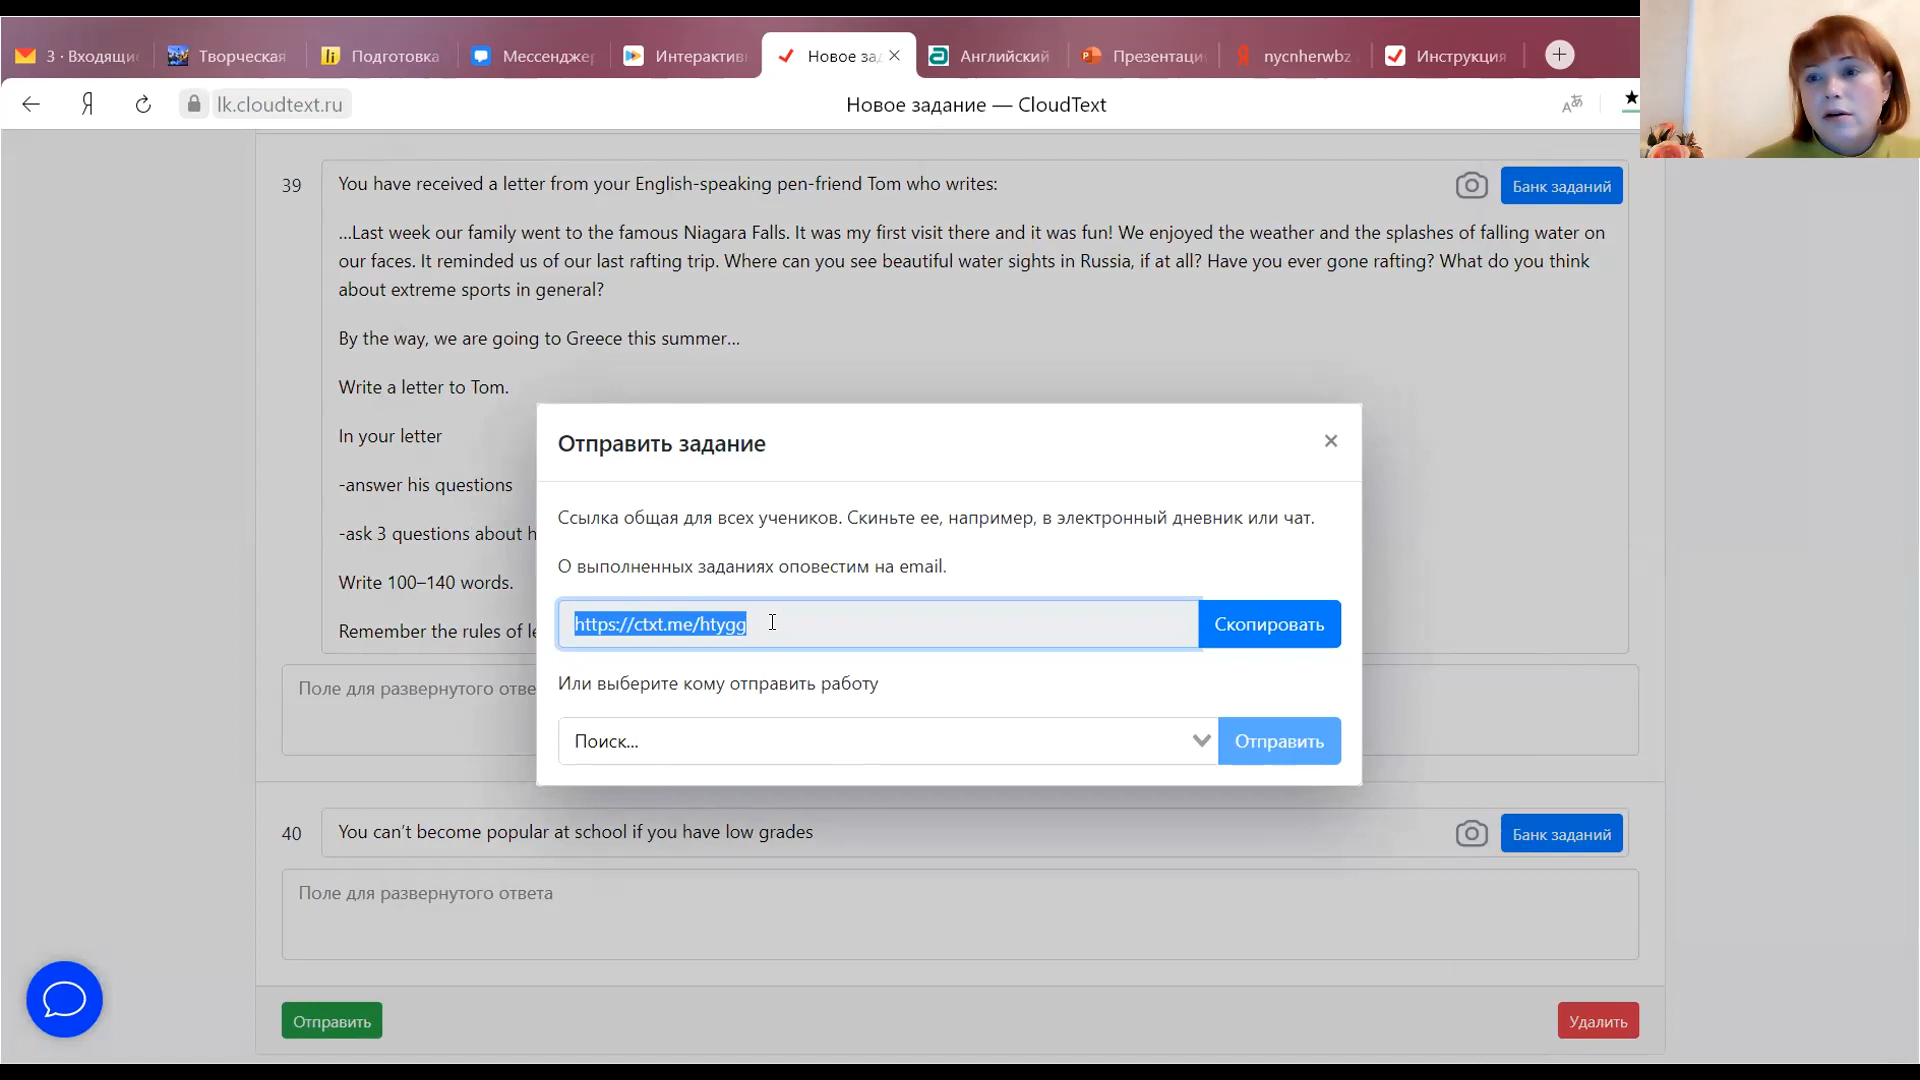 3 · Входящи
Творческая
Подготовка
Мессендже
Интерактив
Новое за
Английский
Презентаци
nycnherwbz
Инструкция
lk.cloudtext.ru
Новое задание — CloudText
39
You have received a letter from your English-speaking pen-friend Tom who writes:
Банк заданий
...Last week our family went to the famous Niagara Falls. It was my first visit there and it was fun! We enjoyed the weather and the splashes of falling water on
our faces. It reminded us of our last rafting trip. Where can you see beautiful water sights in Russia, if at all? Have you ever gone rafting? What do you think
about extreme sports in general?
By the way, we are going to Greece this summer...
Write a letter to Tom.
In your letter
-answer his questions
-ask 3 questions about h
Write 100–140 words.
Remember the rules of le
Поле для развернутого отве
Отправить задание
Ссылка общая для всех учеников. Скиньте ее, например, в электронный дневник или чат.
О выполненных заданиях оповестим на email.
https://ctxt.me/htygg
Скопировать
Или выберите кому отправить работу
Поиск...
Отправить
40
You can't become popular at school if you have low grades
Банк заданий
Поле для развернутого ответа
Отправить
Удалить